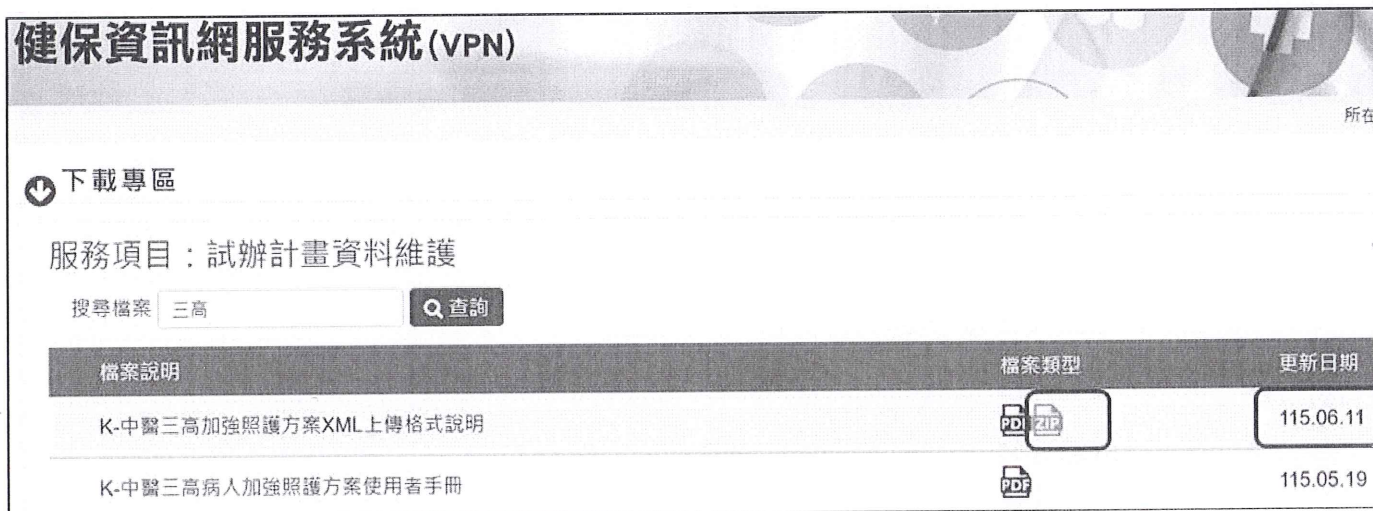 健保資訊網服務系統(VPN)
所在
下載專區
服務項目：試辦計畫資料維護
搜尋檔案 三高 查詢
檔案說明 檔案類型 更新日期
K-中醫三高加強照護方案XML上傳格式說明 PDF ZIP 115.06.11
K-中醫三高病人加強照護方案使用者手冊 PDF 115.05.19